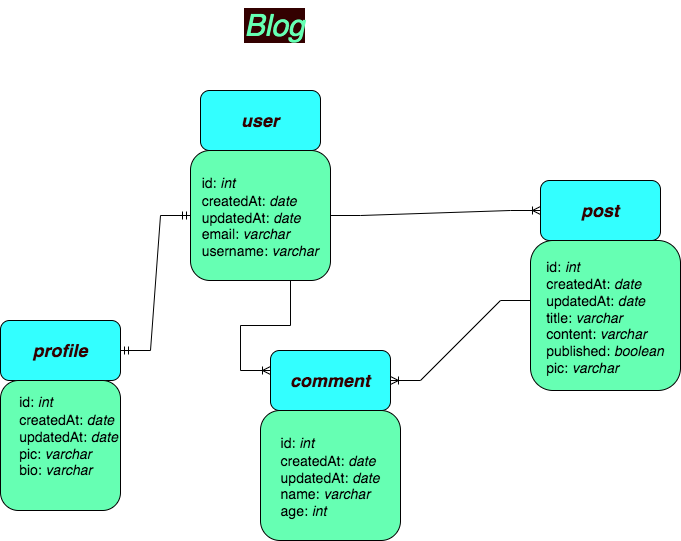 Blog
user
id: int
createdAt: date
updatedAt: date
email: varchar
username: varchar
post
id: int
createdAt: date
updatedAt: date
title: varchar
content: varchar
published: boolean
pic: varchar
profile
id: int
createdAt: date
updatedAt: date
pic: varchar
bio: varchar
comment
id: int
createdAt: date
updatedAt: date
name: varchar
age: int